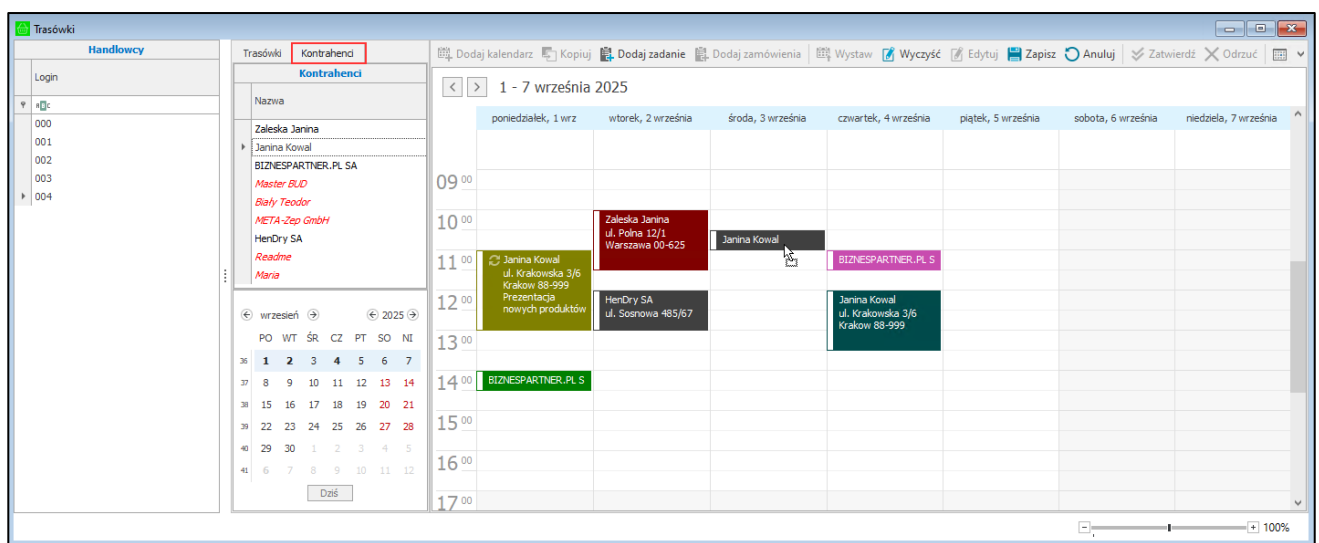 Trasówki
Handlowcy
Login
000
001
002
003
004
Trasówki Kontrahenci
Kontrahenci
Nazwa
Zaleska Janina
Janina Kowal
BIZNESPARTNER.PL SA
Master BUD
Biały Teodor
META-Zep GmbH
HenDry SA
Readme
Maria
wrzesień 2025
PO WT ŚR CZ PT SO NI
36 1 2 3 4 5 6 7
37 8 9 10 11 12 13 14
38 15 16 17 18 19 20 21
39 22 23 24 25 26 27 28
40 29 30 1 2 3 4 5
41 6 7 8 9 10 11 12
Dziś
Dodaj kalendarz Kopiuj Dodaj zadanie Dodaj zamówienia Wystaw Wyczyść Edytuj Zapisz Anuluj Zatwierdź Odrzuć
1 - 7 września 2025
poniedziałek, 1 wrz wtorek, 2 września środa, 3 września czwartek, 4 września piątek, 5 września sobota, 6 września niedziela, 7 września
09 00
10 00
11 00
12 00
13 00
14 00
15 00
16 00
17 00
Janina Kowal
ul. Krakowska 3/6
Krakow 88-999
Prezentacja
nowych produktów
BIZNESPARTNER.PL S
Zaleska Janina
ul. Polna 12/1
Warszawa 00-625
HenDry SA
ul. Sosnowa 485/67
Janina Kowal
BIZNESPARTNER.PL S
Janina Kowal
ul. Krakowska 3/6
Krakow 88-999
100%